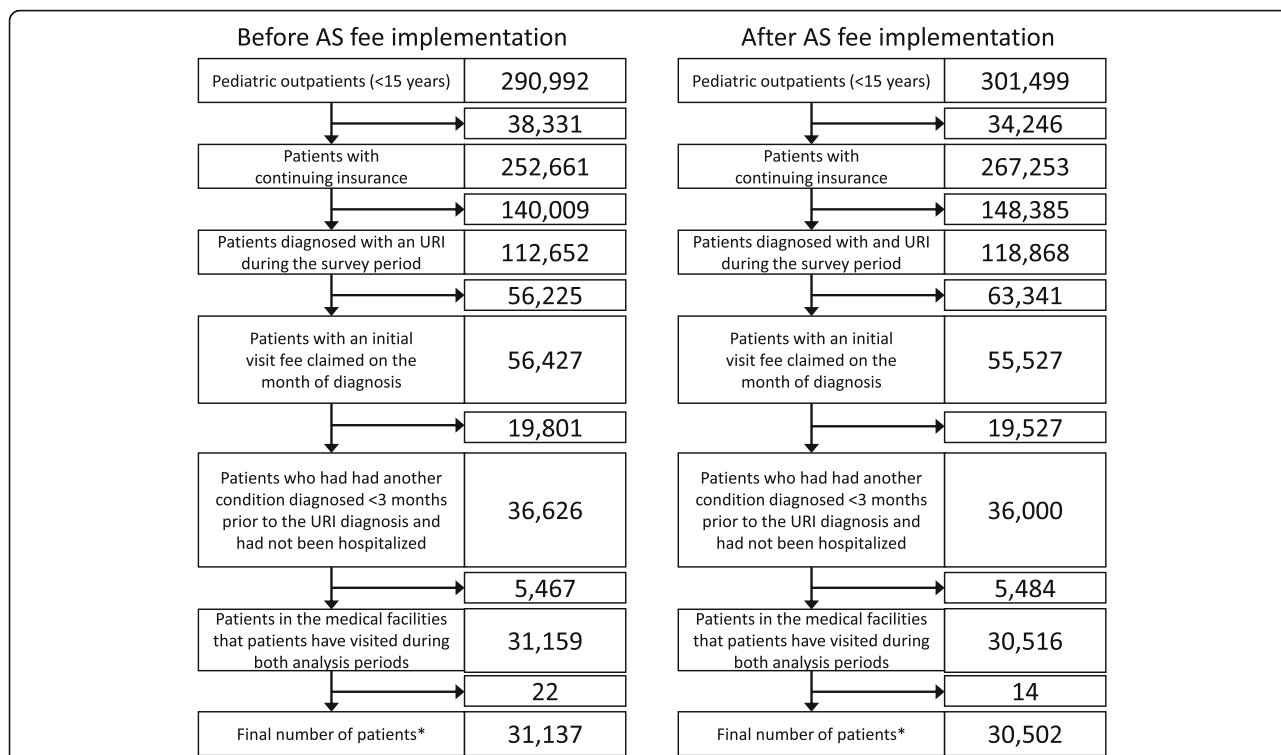 Before AS fee implementation
Pediatric outpatients (<15 years)
290,992
38,331
Patients with
continuing insurance
252,661
140,009
Patients diagnosed with an URI
during the survey period
112,652
56,225
Patients with an initial
visit fee claimed on the
month of diagnosis
56,427
19,801
Patients who had had another
condition diagnosed <3 months
prior to the URI diagnosis and
had not been hospitalized
36,626
5,467
Patients in the medical facilities
that patients have visited during
both analysis periods
31,159
22
Final number of patients*
31,137
After AS fee implementation
Pediatric outpatients (<15 years)
301,499
34,246
Patients with
continuing insurance
267,253
148,385
Patients diagnosed with and URI
during the survey period
118,868
63,341
Patients with an initial
visit fee claimed on the
month of diagnosis
55,527
19,527
Patients who had had another
condition diagnosed <3 months
prior to the URI diagnosis and
had not been hospitalized
36,000
5,484
Patients in the medical facilities
that patients have visited during
both analysis periods
30,516
14
Final number of patients*
30,502